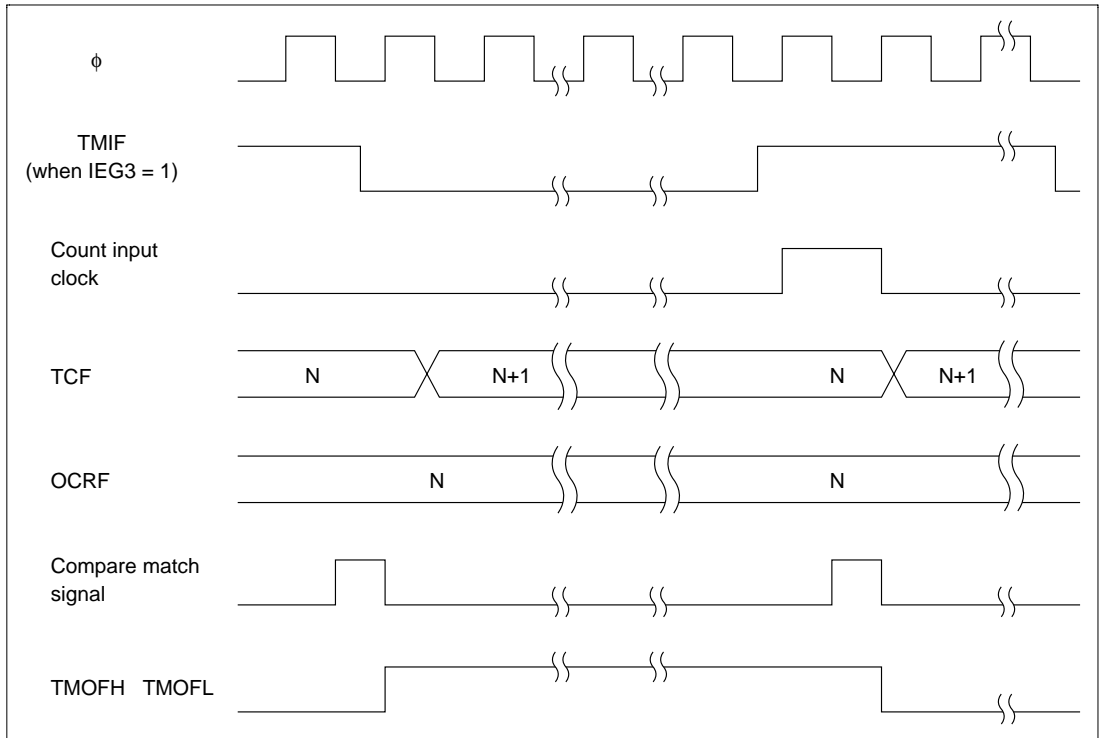 ϕ
TMIF
(when IEG3 = 1)
Count input
clock
TCF
N
N+1
N
N+1
OCRF
N
N
Compare match
signal
TMOFH TMOFL